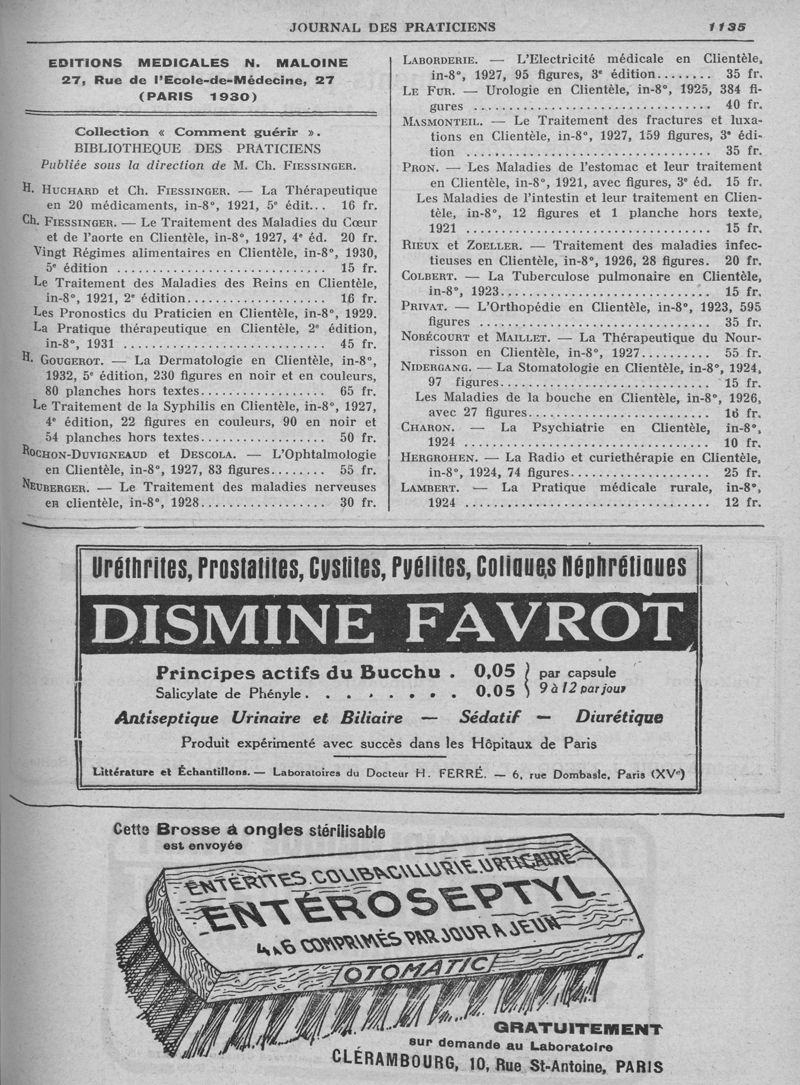 JOURNAL DES PRATICIENS 1135
EDITIONS MEDICALES N. MALOINE
27, Rue de l'Ecole-de-Médecine, 27
(PARIS 1930)
Collection « Comment guérir ».
BIBLIOTHEQUE DES PRATICIENS
Publiée sous la direction de M. Ch. FIESSINGER.
H. HUCHARD et Ch. FIESSINGER. — La Thérapeutique
en 20 médicaments, in-8°, 1921, 5e édit... 16 fr.
Ch. FIESSINGER. — Le Traitement des Maladies du Cœur
et de l'aorte en Clientèle, in-8°, 1927, 4e éd. 20 fr.
Vingt Régimes alimentaires en Clientèle, in-8°, 1930,
5e édition ............................. 15 fr.
Le Traitement des Maladies des Reins en Clientèle,
in-8°, 1921, 2e édition................... 16 fr.
Les Pronostics du Praticien en Clientèle, in-8°, 1929.
La Pratique thérapeutique en Clientèle, 2e édition,
in-8°, 1931 ............................. 45 fr.
H. GOUGEROT. — La Dermatologie en Clientèle, in-8°,
1932, 5e édition, 230 figures en noir et en couleurs,
80 planches hors textes.................. 65 fr.
Le Traitement de la Syphilis en Clientèle, in-8°, 1927,
4e édition, 22 figures en couleurs, 90 en noir et
54 planches hors textes.................. 50 fr.
ROCHON-DUVIGNEAUD et DESCOLA. — L'Ophtalmologie
en Clientèle, in-8°, 1927, 83 figures........ 55 fr.
NEUBERGER. — Le Traitement des maladies nerveuses
en clientèle, in-8°, 1928.................. 30 fr.
LABORDERIE. — L'Electricité médicale en Clientèle,
in-8°, 1927, 95 figures, 3e édition........ 35 fr.
LE FUR. — Urologie en Clientèle, in-8°, 1925, 384 fi-
gures .................................. 40 fr.
MASMONTEIL. — Le Traitement des fractures et luxa-
tions en Clientèle, in-8°, 1927, 159 figures, 3e édi-
tion ................................... 35 fr.
PRON. — Les Maladies de l'estomac et leur traitement
en Clientèle, in-8°, 1921, avec figures, 3e éd. 15 fr.
Les Maladies de l'intestin et leur traitement en Clien-
tèle, in-8°, 12 figures et 1 planche hors texte,
1921 ................................... 15 fr.
RIEUX et ZOELLER. — Traitement des maladies infec-
tieuses en Clientèle, in-8°, 1926, 28 figures. 20 fr.
COLBERT. — La Tuberculose pulmonaire en Clientèle,
in-8°, 1923............................. 15 fr.
PRIVAT. — L'Orthopédie en Clientèle, in-8°, 1923, 595
figures ................................ 35 fr.
NOBÉCOURT et MAILLET. — La Thérapeutique du Nour-
risson en Clientèle, in-8°, 1927.......... 55 fr.
NIDERGANG. — La Stomatologie en Clientèle, in-8°, 1924,
97 figures............................. 15 fr.
Les Maladies de la bouche en Clientèle, in-8°, 1926,
avec 27 figures......................... 16 fr.
CHARON. — La Psychiatrie en Clientèle, in-8°,
1924 ................................... 10 fr.
HERGROHEN. — La Radio et curiethérapie en Clientèle,
in-8°, 1924, 74 figures................... 25 fr.
LAMBERT. — La Pratique médicale rurale, in-8°,
1924 ................................... 12 fr.
Uréthrites, Prostatites, Cystites, Pyélites, Coliques Néphrétiques
DISMINE FAVROT
Principes actifs du Bucchu . 0,05 } par capsule
Salicylate de Phényle . . . . . . . . 0.05 } 9 à 12 par jour
Antiseptique Urinaire et Biliaire — Sédatif — Diurétique
Produit expérimenté avec succès dans les Hôpitaux de Paris
Littérature et Échantillons. — Laboratoires du Docteur H. FERRÉ. — 6, rue Dombasle, Paris (XVe)
Cette Brosse à ongles stérilisable
est envoyée
ENTÉRITES. COLIBACILLURIE. URTICAIRE
ENTÉROSEPTYL
4 à 6 COMPRIMÉS PAR JOUR A JEUN
OTOMATIC
GRATUITEMENT
sur demande au Laboratoire
CLÉRAMBOURG, 10, Rue St-Antoine, PARIS